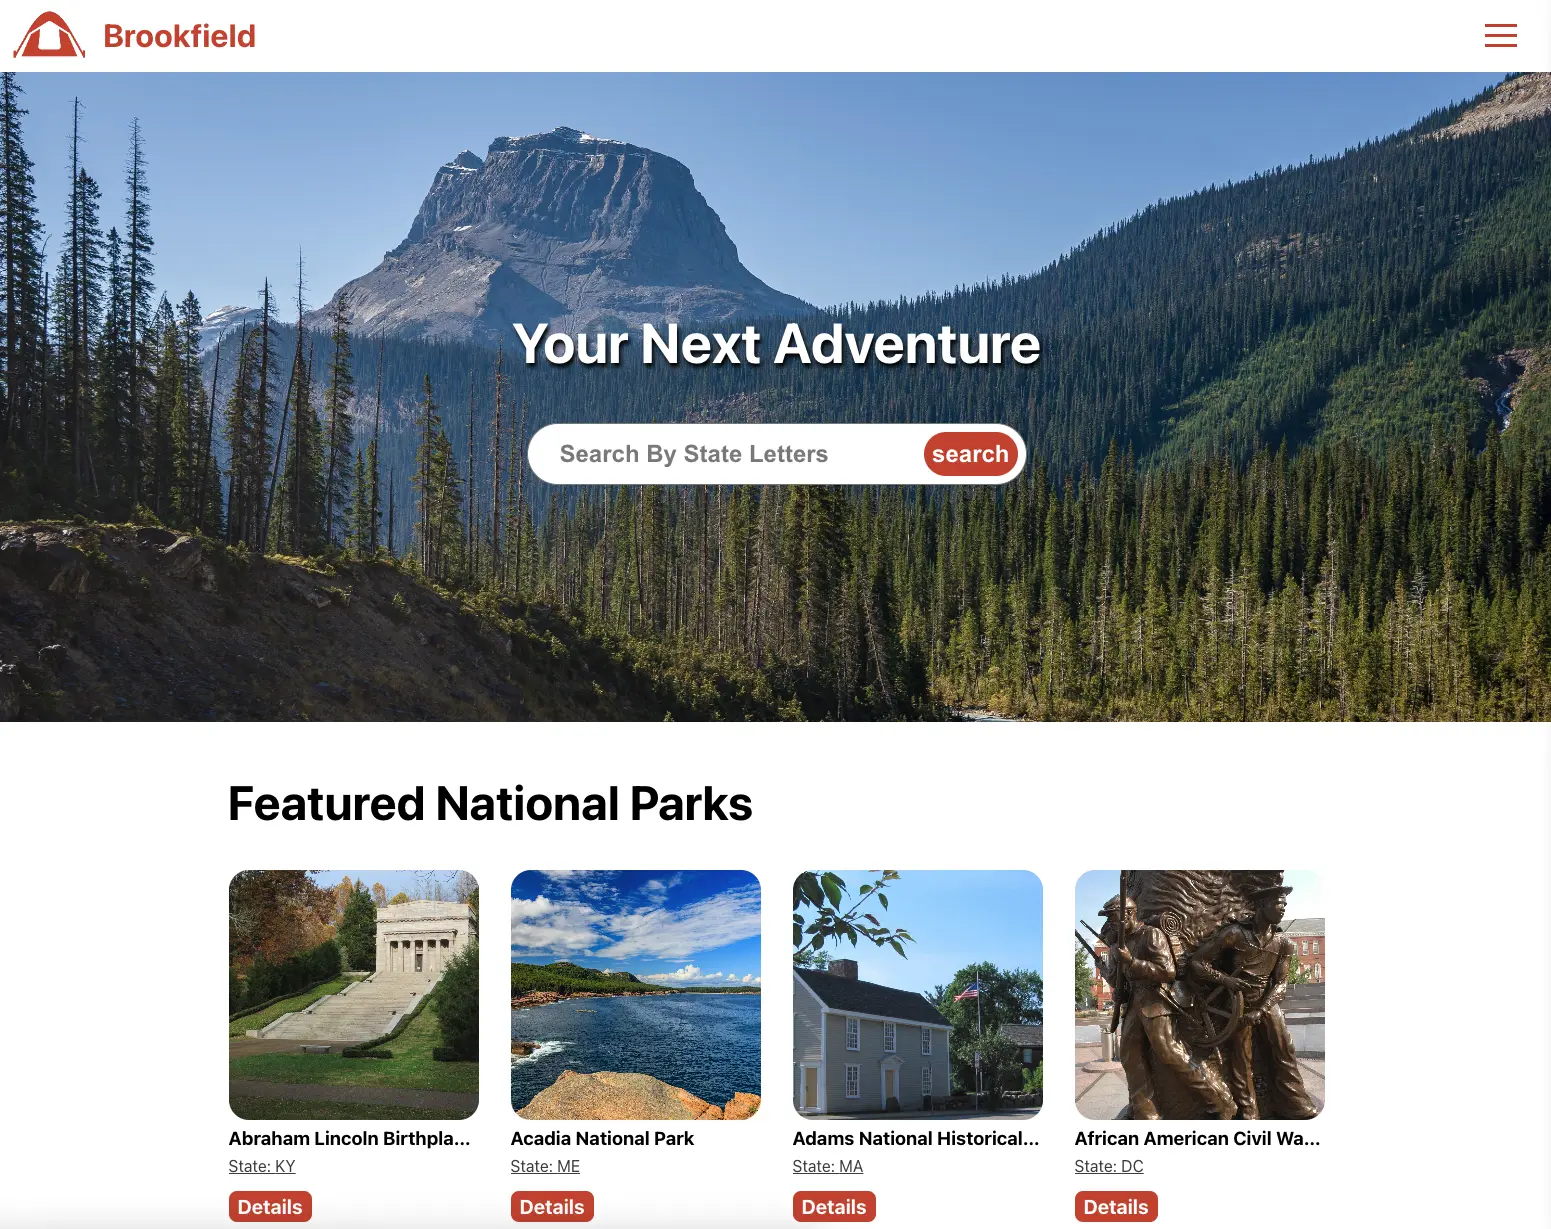 Brookfield
Your Next Adventure
Search By State Letters
search
Featured National Parks
Abraham Lincoln Birthpla...
State: KY
Details
Acadia National Park
State: ME
Details
Adams National Historical...
State: MA
Details
African American Civil Wa...
State: DC
Details